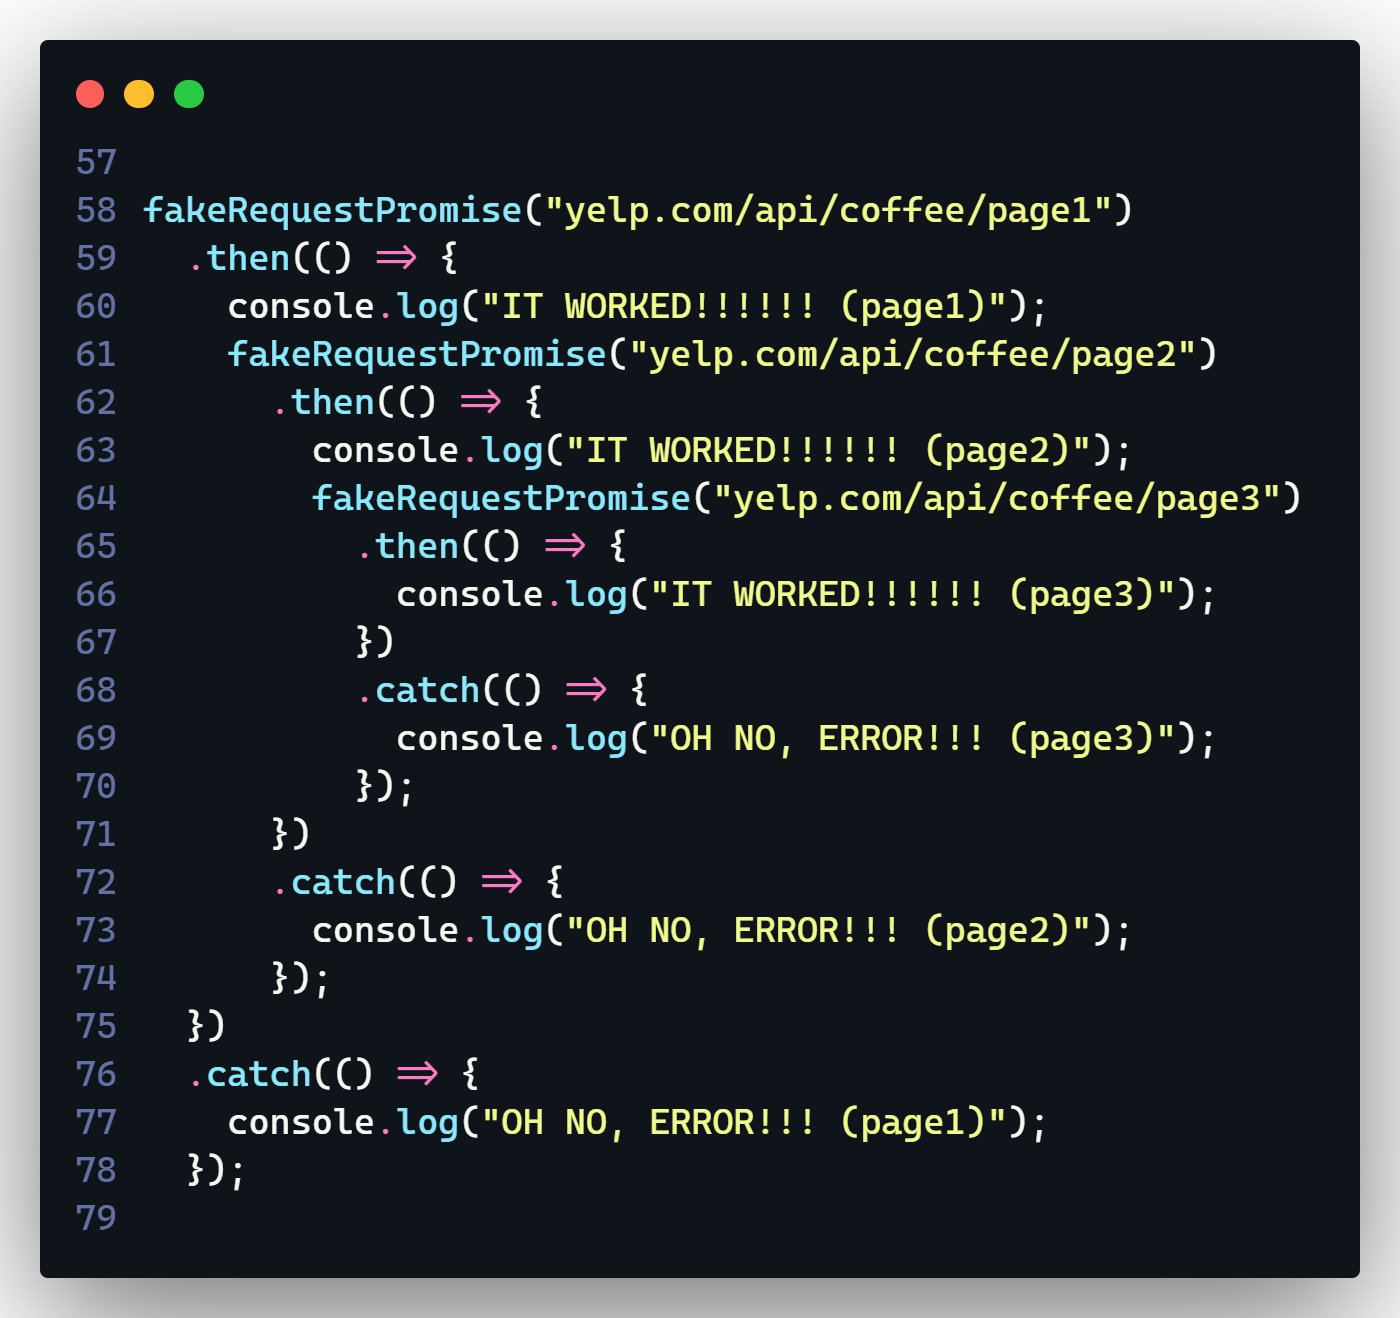 57
58 fakeRequestPromise("yelp.com/api/coffee/page1")
59   .then(() => {
60     console.log("IT WORKED!!!!!! (page1)");
61     fakeRequestPromise("yelp.com/api/coffee/page2")
62       .then(() => {
63         console.log("IT WORKED!!!!!! (page2)");
64         fakeRequestPromise("yelp.com/api/coffee/page3")
65           .then(() => {
66             console.log("IT WORKED!!!!!! (page3)");
67           })
68           .catch(() => {
69             console.log("OH NO, ERROR!!! (page3)");
70           });
71       })
72       .catch(() => {
73         console.log("OH NO, ERROR!!! (page2)");
74       });
75   })
76   .catch(() => {
77     console.log("OH NO, ERROR!!! (page1)");
78   });
79